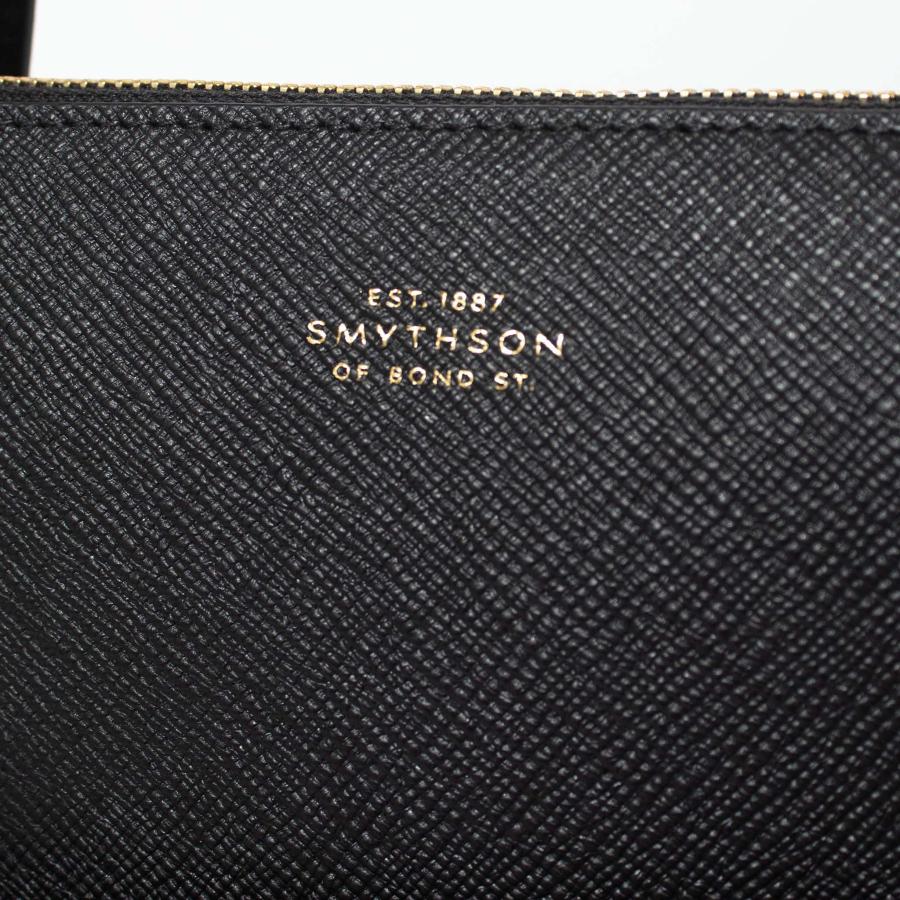 EST. 1887
SMYTHSON
OF BOND ST.